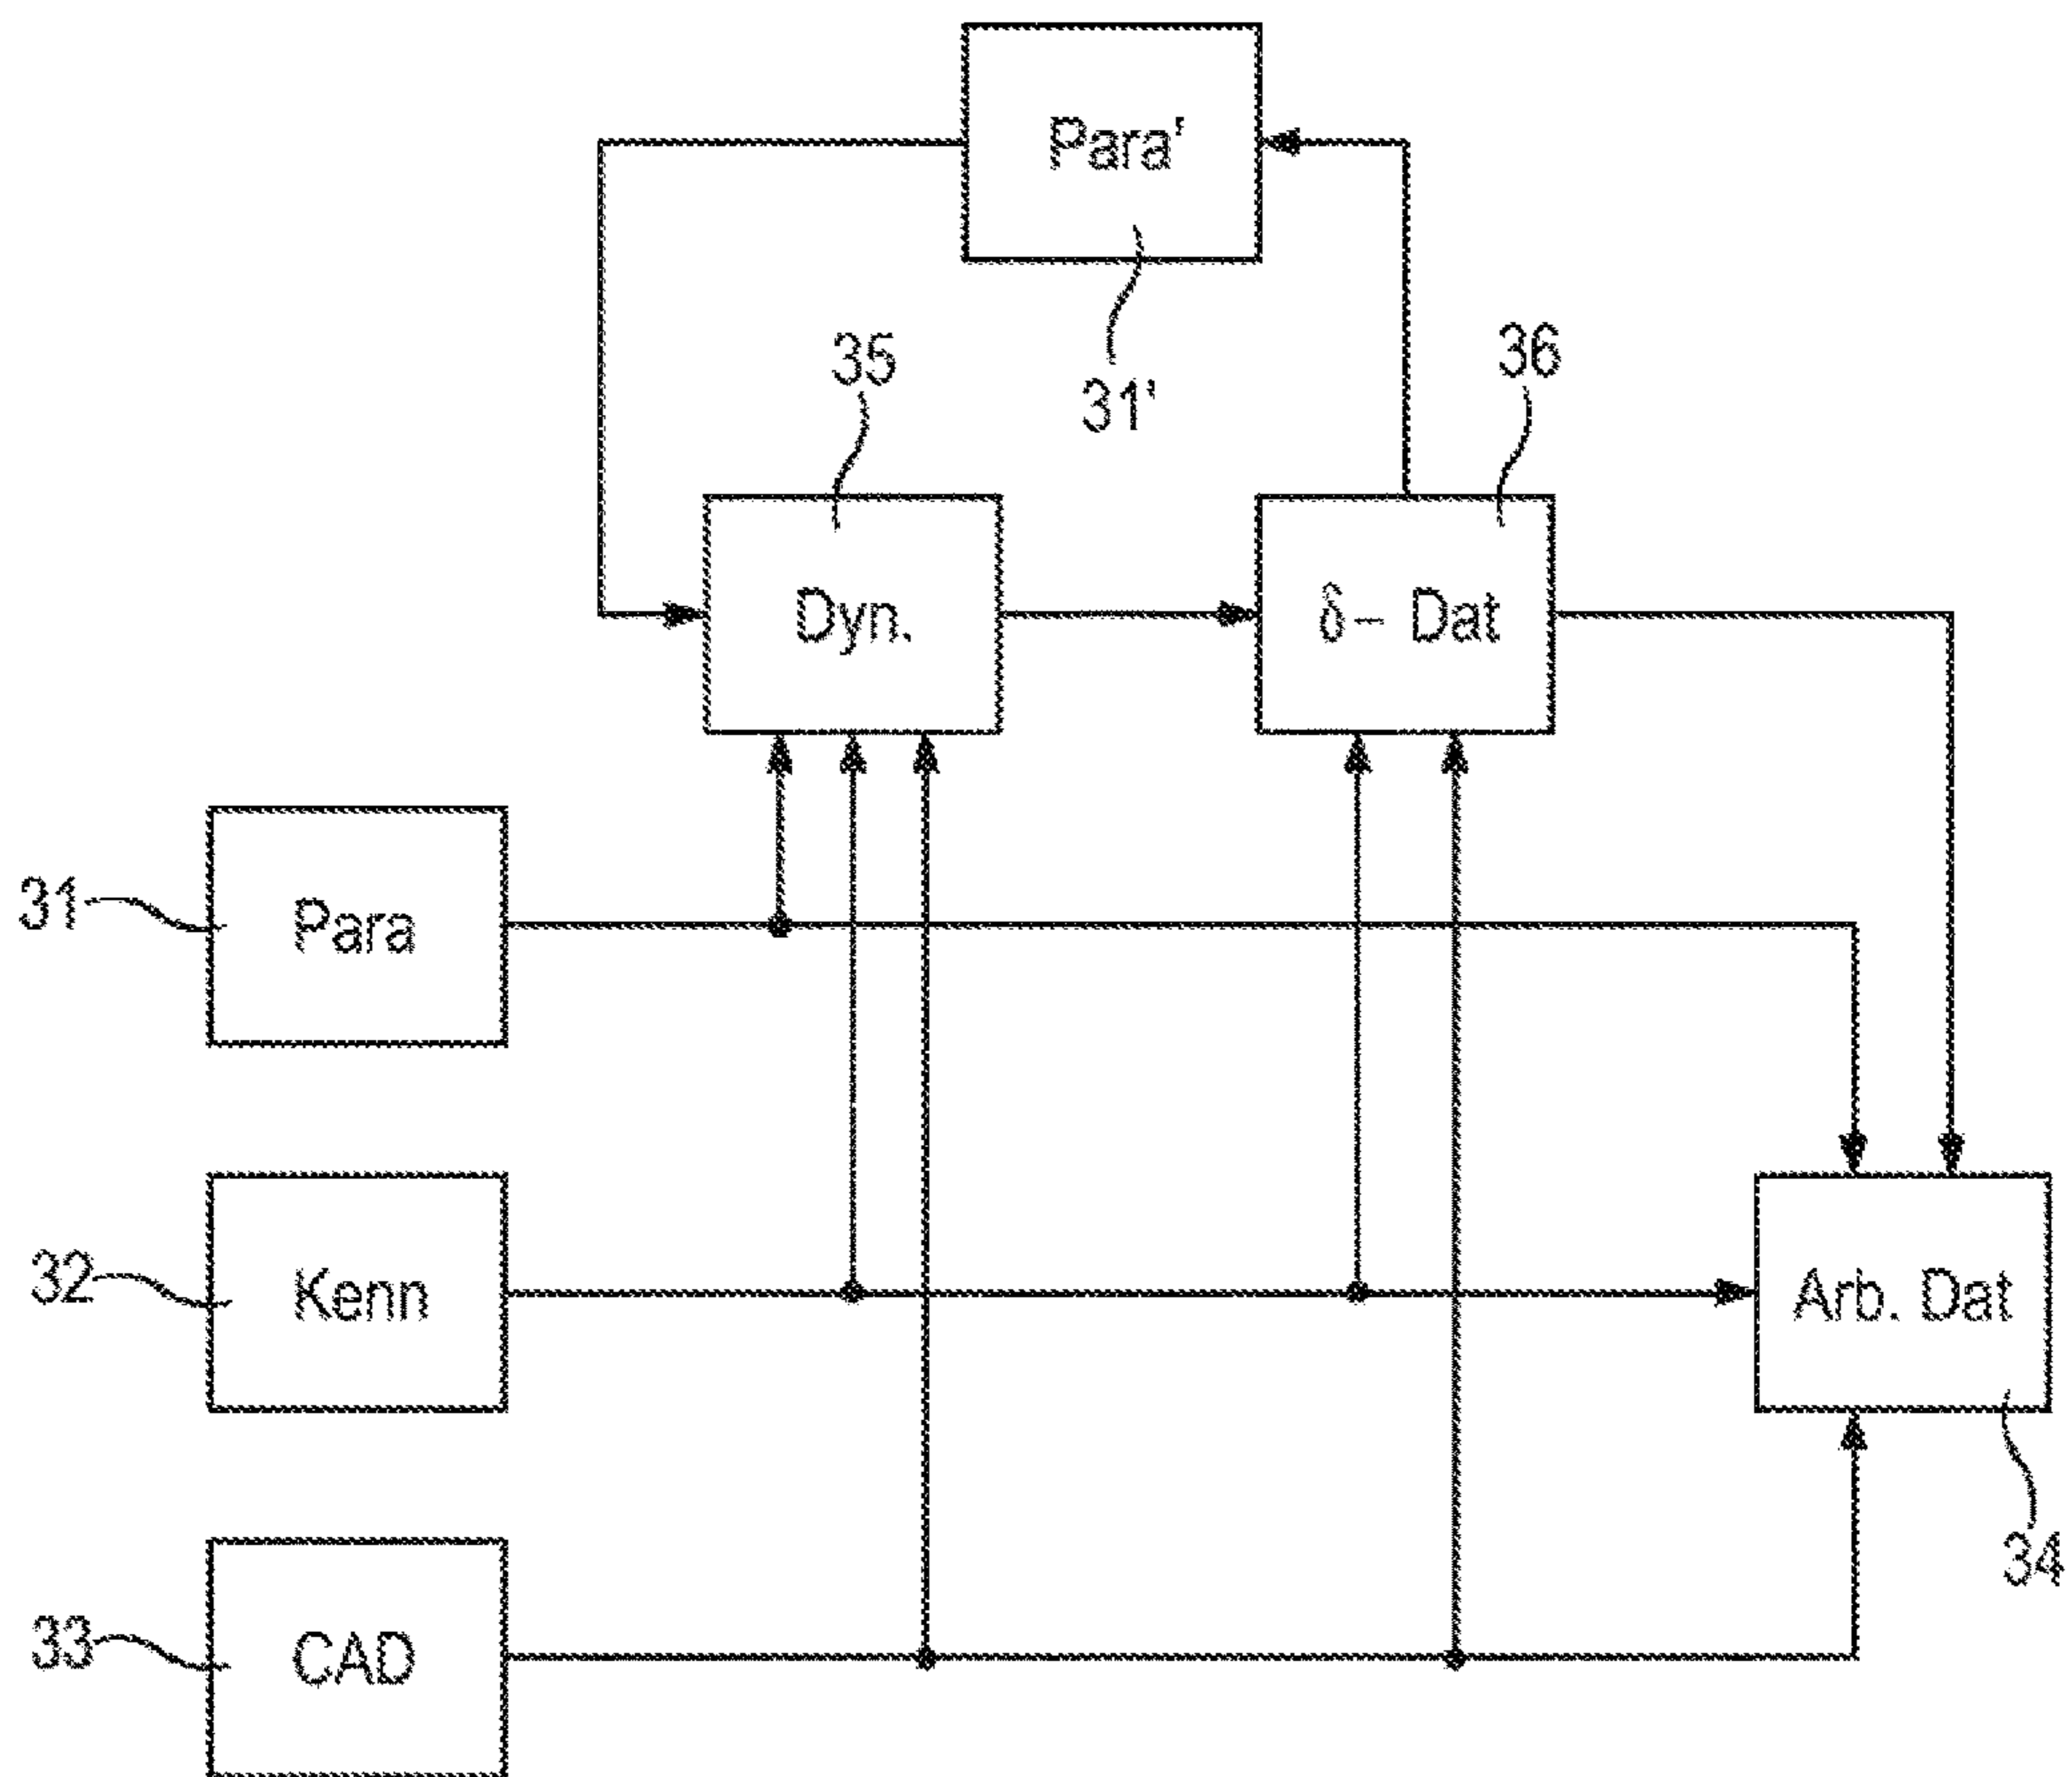 Para'
31'
35
36
Dyn.
δ– Dat
31
Para
32
Kenn
Arb. Dat
34
33
CAD